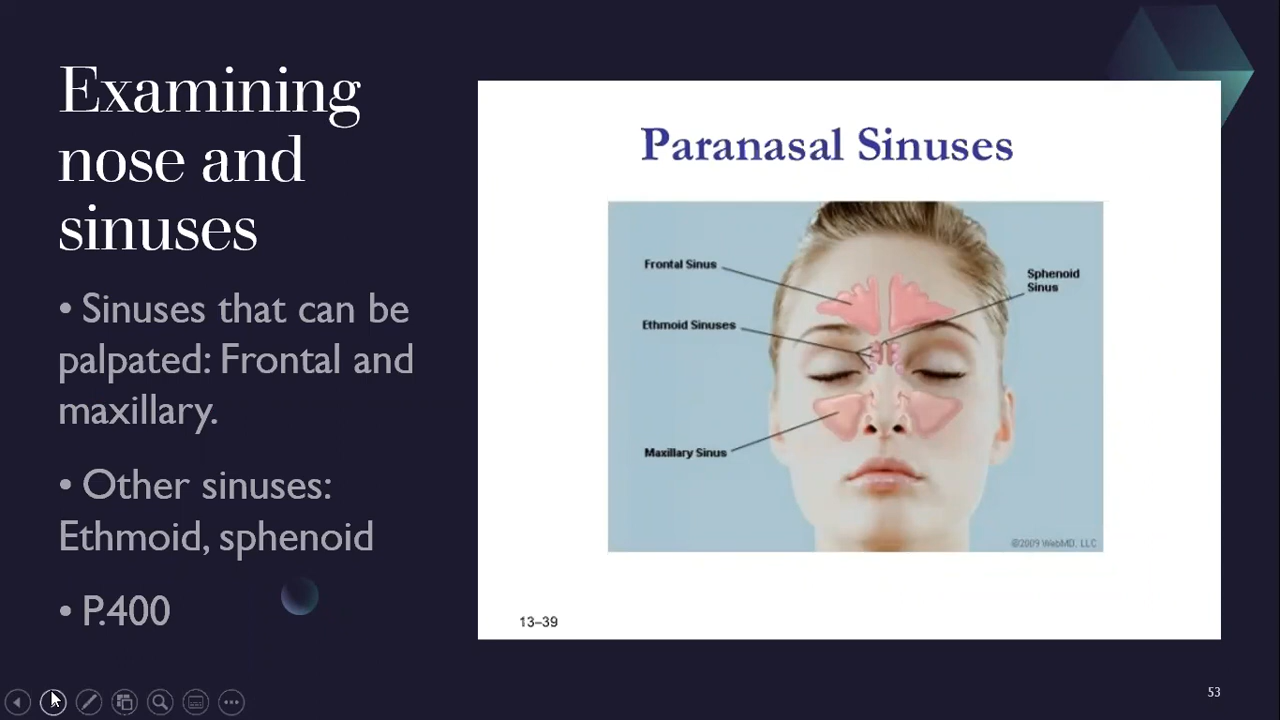 Examining
nose and
sinuses
• Sinuses that can be
palpated: Frontal and
maxillary.
• Other sinuses:
Ethmoid, sphenoid
• P.400
Paranasal Sinuses
Frontal Sinus
Sphenoid
Sinus
Ethmoid Sinuses
Maxillary Sinus
©2009 WebMD, LLC
13–39
53